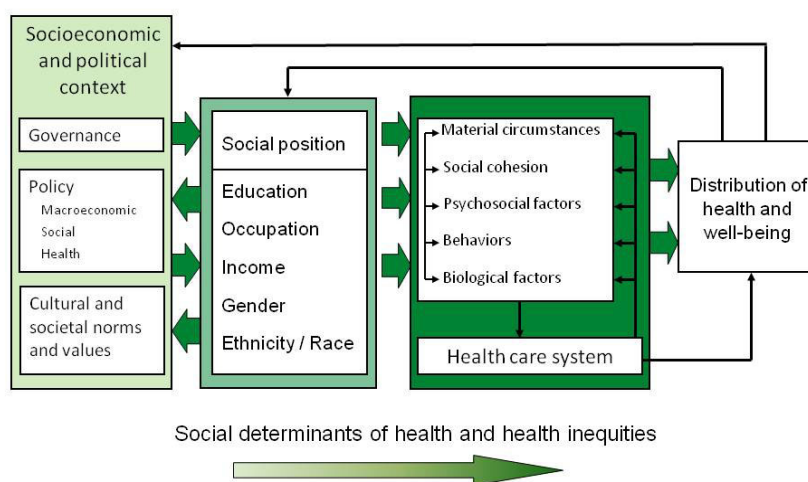 Socioeconomic
and political
context
Governance
Policy
Macroeconomic
Social
Health
Cultural and
societal norms
and values
Social position
Education
Occupation
Income
Gender
Ethnicity / Race
Material circumstances
Social cohesion
Psychosocial factors
Behaviors
Biological factors
Health care system
Distribution of
health and
well-being
Social determinants of health and health inequities